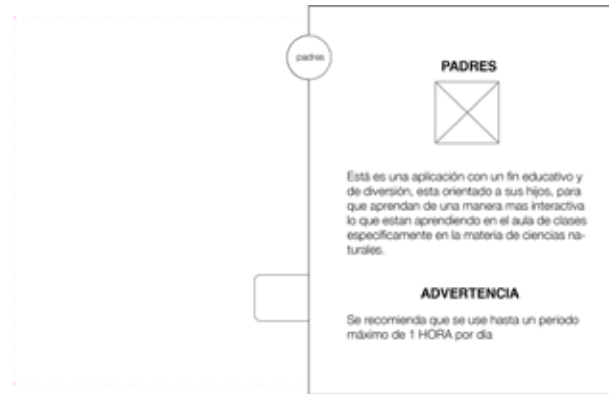 padres
PADRES
Está es una aplicación con un fin educativo y
de diversión, esta orientado a sus hijos, para
que aprendan de una manera mas interactiva
lo que estan aprendiendo en el aula de clases
específicamente en la materia de ciencias na-
turales.
ADVERTENCIA
Se recomienda que se use hasta un periodo
máximo de 1 HORA por día